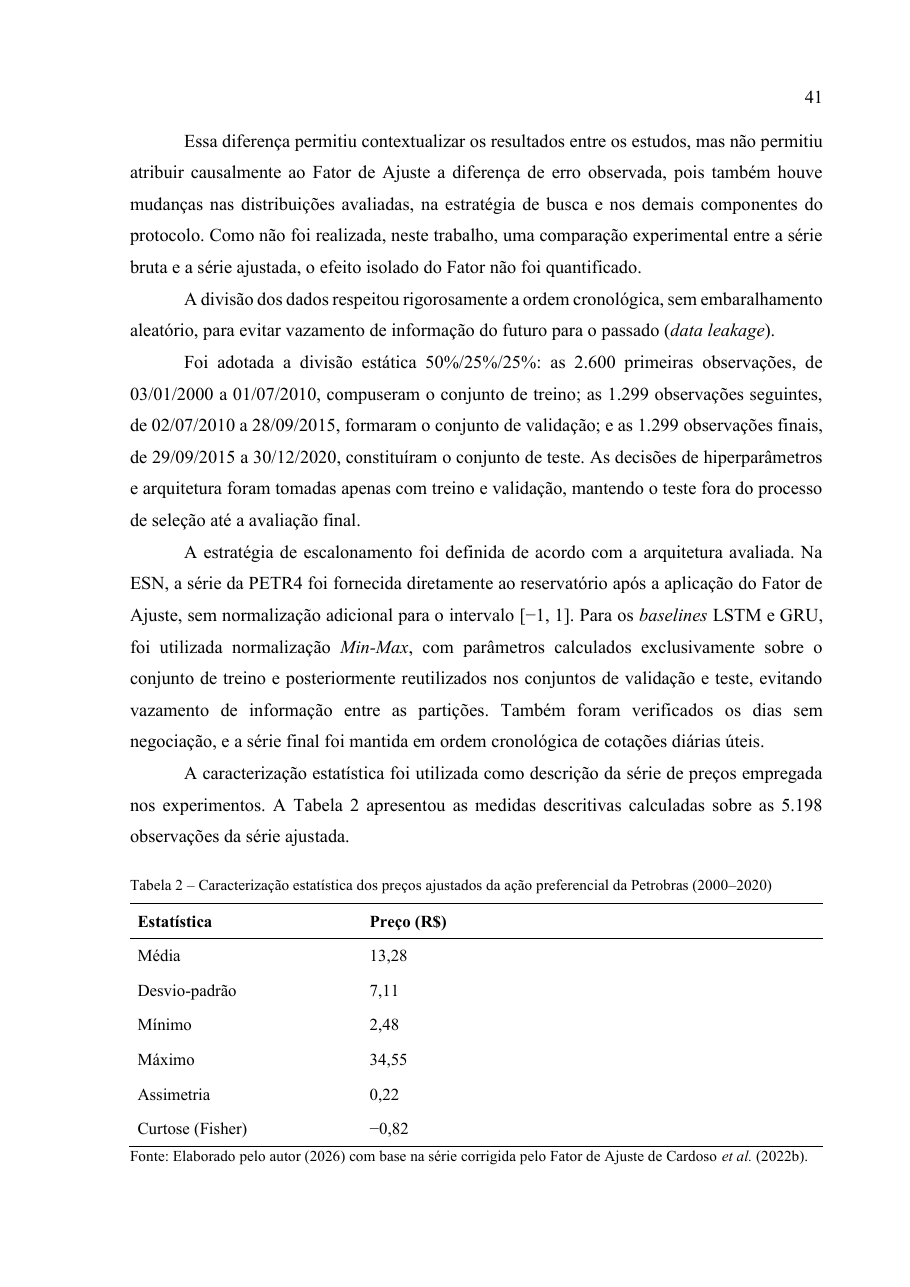 41
Essa diferença permitiu contextualizar os resultados entre os estudos, mas não permitiu
atribuir causalmente ao Fator de Ajuste a diferença de erro observada, pois também houve
mudanças nas distribuições avaliadas, na estratégia de busca e nos demais componentes do
protocolo. Como não foi realizada, neste trabalho, uma comparação experimental entre a série
bruta e a série ajustada, o efeito isolado do Fator não foi quantificado.
A divisão dos dados respeitou rigorosamente a ordem cronológica, sem embaralhamento
aleatório, para evitar vazamento de informação do futuro para o passado (data leakage).
Foi adotada a divisão estática 50%/25%/25%: as 2.600 primeiras observações, de
03/01/2000 a 01/07/2010, compuseram o conjunto de treino; as 1.299 observações seguintes,
de 02/07/2010 a 28/09/2015, formaram o conjunto de validação; e as 1.299 observações finais,
de 29/09/2015 a 30/12/2020, constituíram o conjunto de teste. As decisões de hiperparâmetros
e arquitetura foram tomadas apenas com treino e validação, mantendo o teste fora do processo
de seleção até a avaliação final.
A estratégia de escalonamento foi definida de acordo com a arquitetura avaliada. Na
ESN, a série da PETR4 foi fornecida diretamente ao reservatório após a aplicação do Fator de
Ajuste, sem normalização adicional para o intervalo [−1, 1]. Para os baselines LSTM e GRU,
foi utilizada normalização Min-Max, com parâmetros calculados exclusivamente sobre o
conjunto de treino e posteriormente reutilizados nos conjuntos de validação e teste, evitando
vazamento de informação entre as partições. Também foram verificados os dias sem
negociação, e a série final foi mantida em ordem cronológica de cotações diárias úteis.
A caracterização estatística foi utilizada como descrição da série de preços empregada
nos experimentos. A Tabela 2 apresentou as medidas descritivas calculadas sobre as 5.198
observações da série ajustada.
Tabela 2 – Caracterização estatística dos preços ajustados da ação preferencial da Petrobras (2000–2020)
Estatística Preço (R$)
Média 13,28
Desvio-padrão 7,11
Mínimo 2,48
Máximo 34,55
Assimetria 0,22
Curtose (Fisher) −0,82
Fonte: Elaborado pelo autor (2026) com base na série corrigida pelo Fator de Ajuste de Cardoso et al. (2022b).